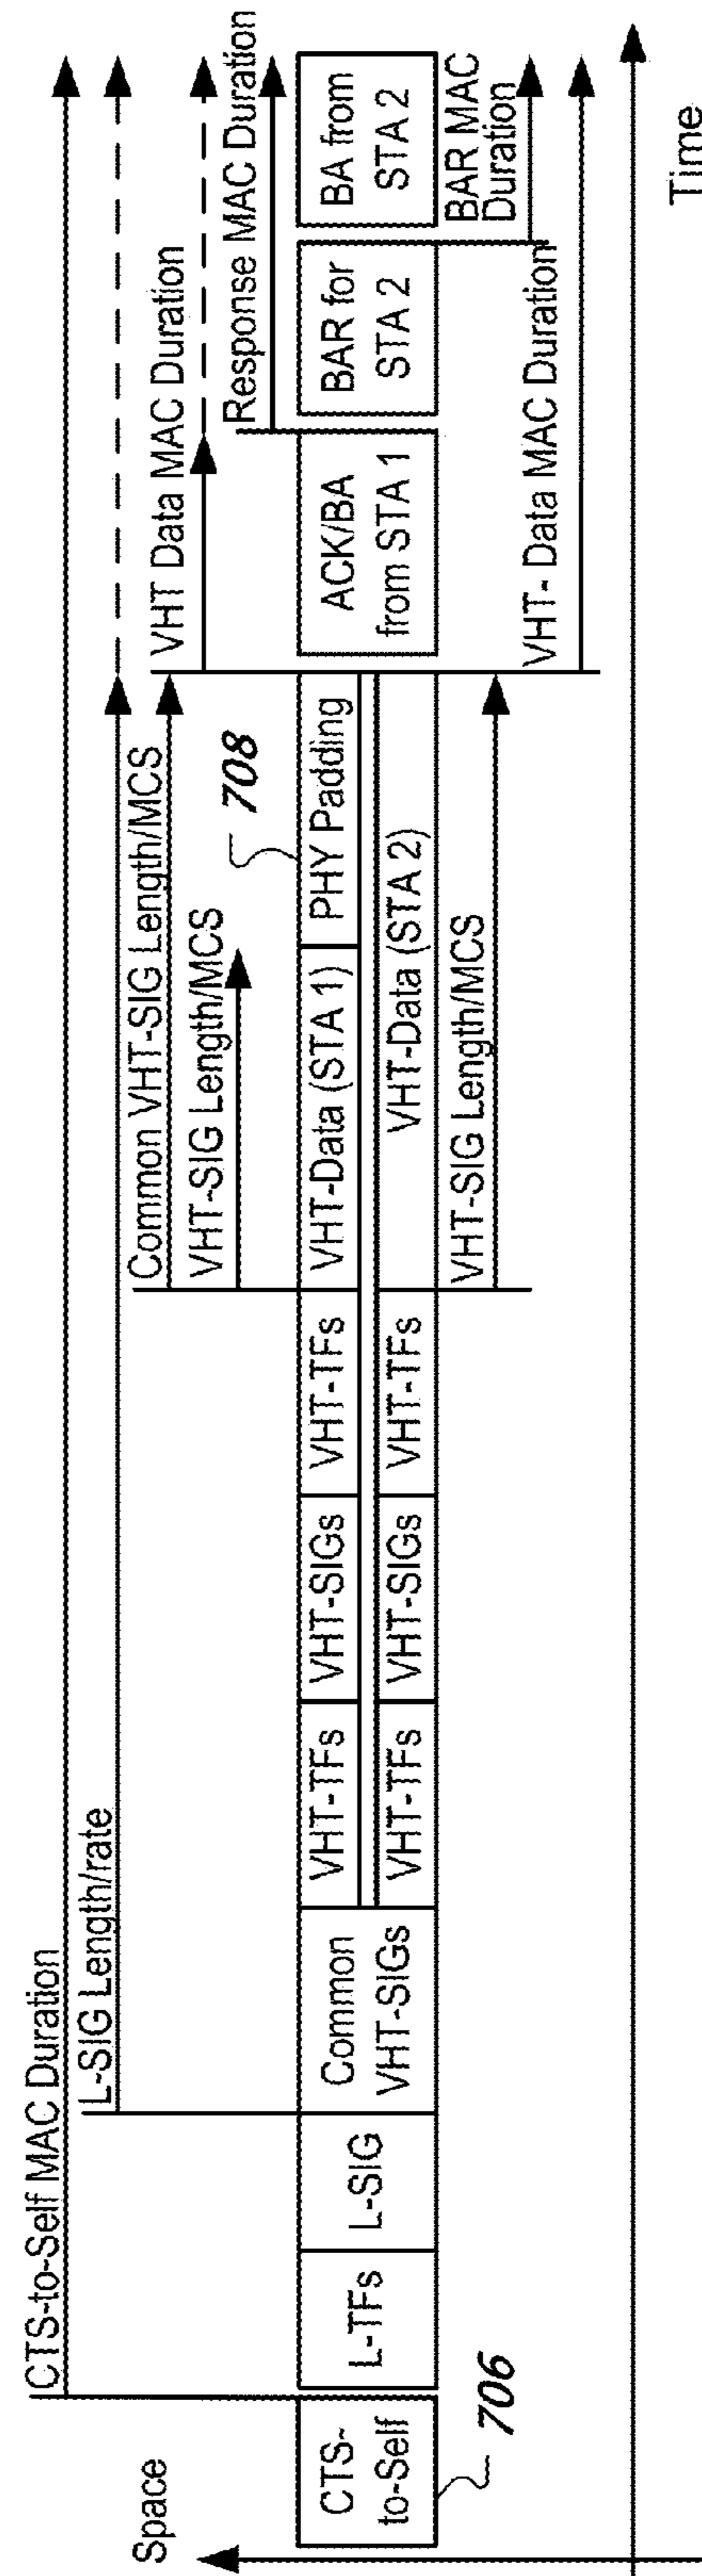 Space
CTS-to-Self MAC Duration
L-SIG Length/rate
Common VHT-SIG Length/MCS
VHT Data MAC Duration
VHT-SIG Length/MCS
708
Response MAC Duration
CTS-
to-Self
L-TFs
L-SIG
Common
VHT-SIGs
VHT-TFs
VHT-SIGs
VHT-TFs
VHT-Data (STA 1)
PHY Padding
VHT-TFs
VHT-SIGs
VHT-TFs
VHT-Data (STA 2)
ACK/BA
from STA 1
BAR for
STA 2
BA from
STA 2
706
VHT-SIG Length/MCS
VHT- Data MAC Duration
BAR MAC
Duration
Time